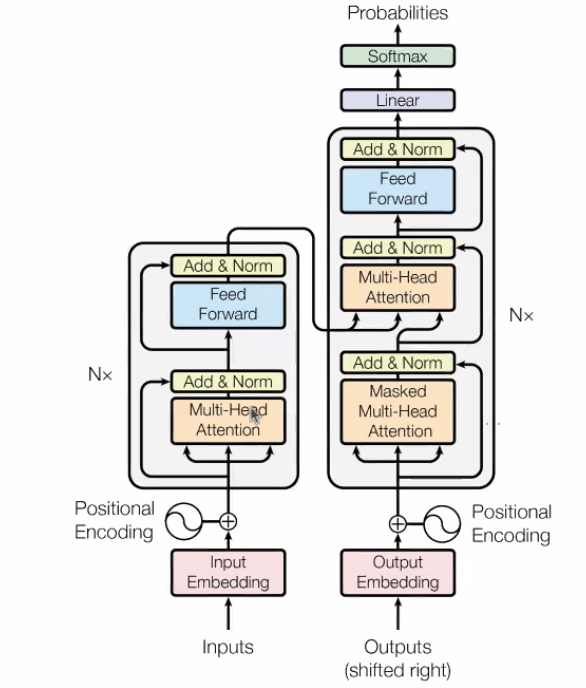 Probabilities
Softmax
Linear
Add & Norm
Feed
Forward
Add & Norm
Multi-Head
Attention
Add & Norm
Masked
Multi-Head
Attention
Nx
Add & Norm
Feed
Forward
Add & Norm
Multi-Head
Attention
Nx
Positional
Encoding
Positional
Encoding
Input
Embedding
Output
Embedding
Inputs
Outputs
(shifted right)